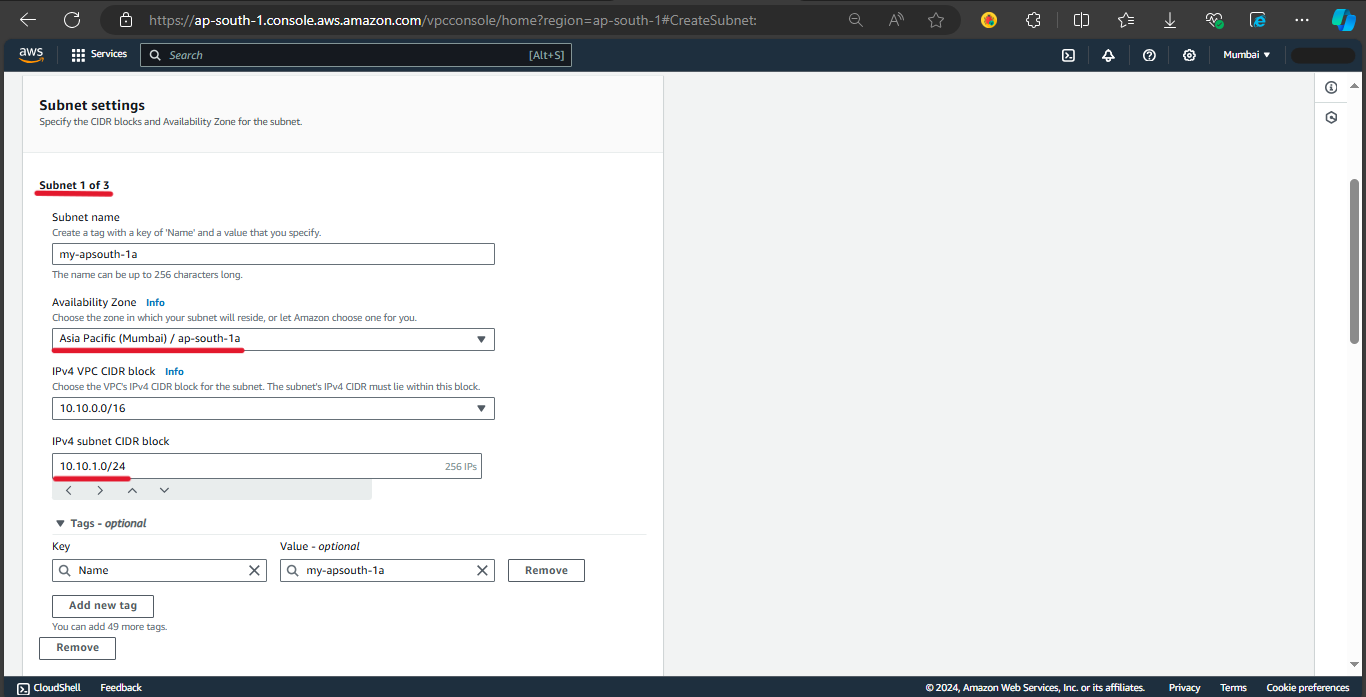 https://ap-south-1.console.aws.amazon.com/vpcconsole/home?region=ap-south-1#CreateSubnet:
aws Services Search [Alt+S] Mumbai
Subnet settings
Specify the CIDR blocks and Availability Zone for the subnet.
Subnet 1 of 3
Subnet name
Create a tag with a key of 'Name' and a value that you specify.
my-apsouth-1a
The name can be up to 256 characters long.
Availability Zone Info
Choose the zone in which your subnet will reside, or let Amazon choose one for you.
Asia Pacific (Mumbai) / ap-south-1a
IPv4 VPC CIDR block Info
Choose the VPC's IPv4 CIDR block for the subnet. The subnet's IPv4 CIDR must lie within this block.
10.10.0.0/16
IPv4 subnet CIDR block
10.10.1.0/24 256 IPs
Tags - optional
Key Value - optional
Name my-apsouth-1a Remove
Add new tag
You can add 49 more tags.
Remove
CloudShell Feedback © 2024, Amazon Web Services, Inc. or its affiliates. Privacy Terms Cookie preferences